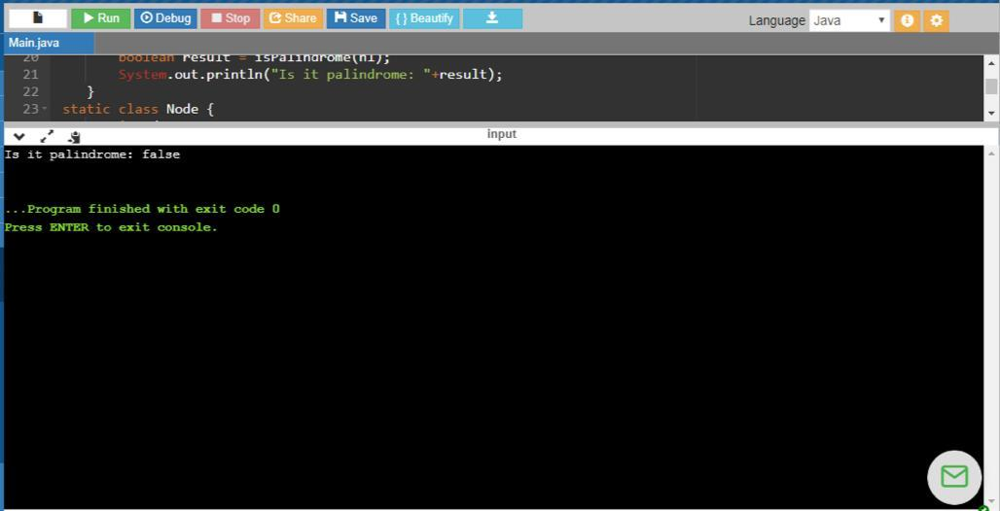 Run Debug Stop Share Save { } Beautify Language Java
Main.java
20 boolean result = isPalindrome(n1);
21 System.out.println("Is it palindrome: "+result);
22 }
23 static class Node {
input
Is it palindrome: false
...Program finished with exit code 0
Press ENTER to exit console.